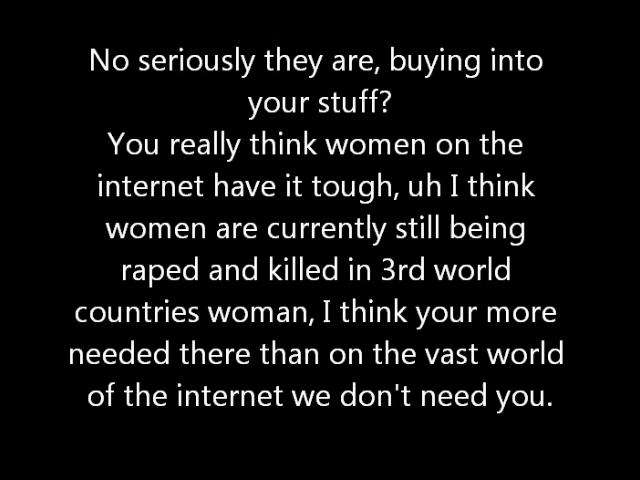 No seriously they are, buying into
your stuff?
You really think women on the
internet have it tough, uh I think
women are currently still being
raped and killed in 3rd world
countries woman, I think your more
needed there than on the vast world
of the internet we don't need you.